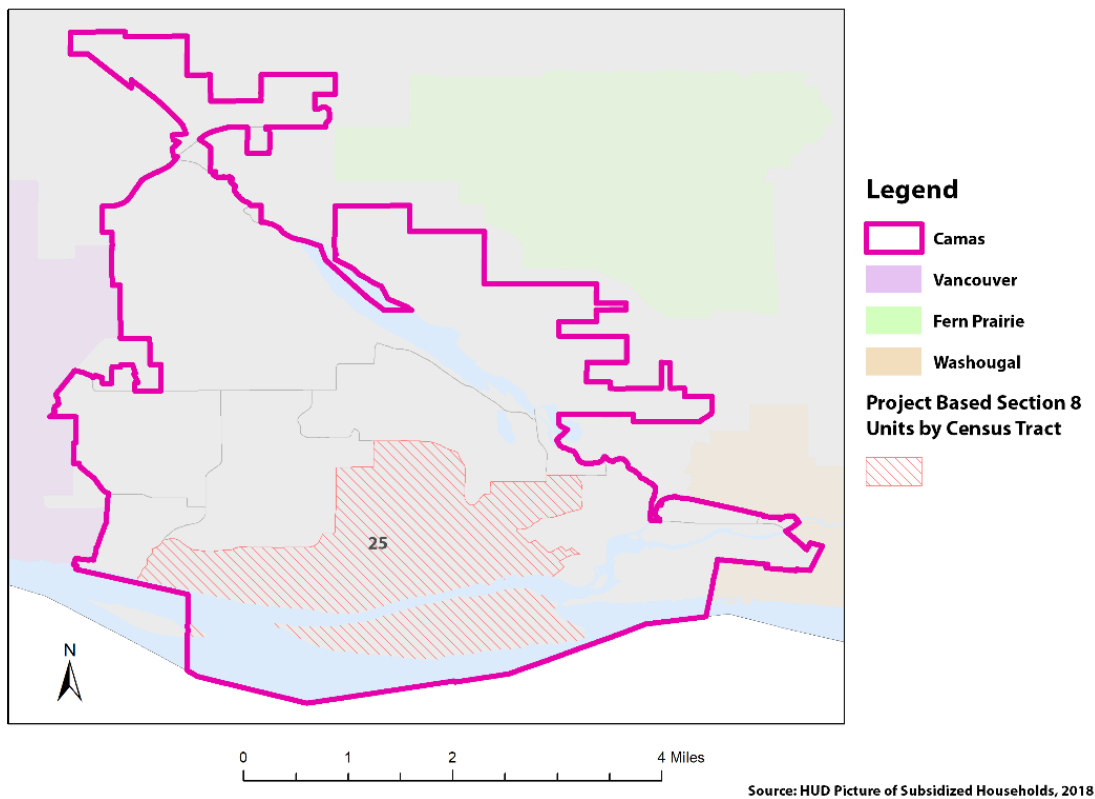 Legend
Camas
Vancouver
Fern Prairie
Washougal
Project Based Section 8
Units by Census Tract
25
N
0 1 2 4 Miles
Source: HUD Picture of Subsidized Households, 2018